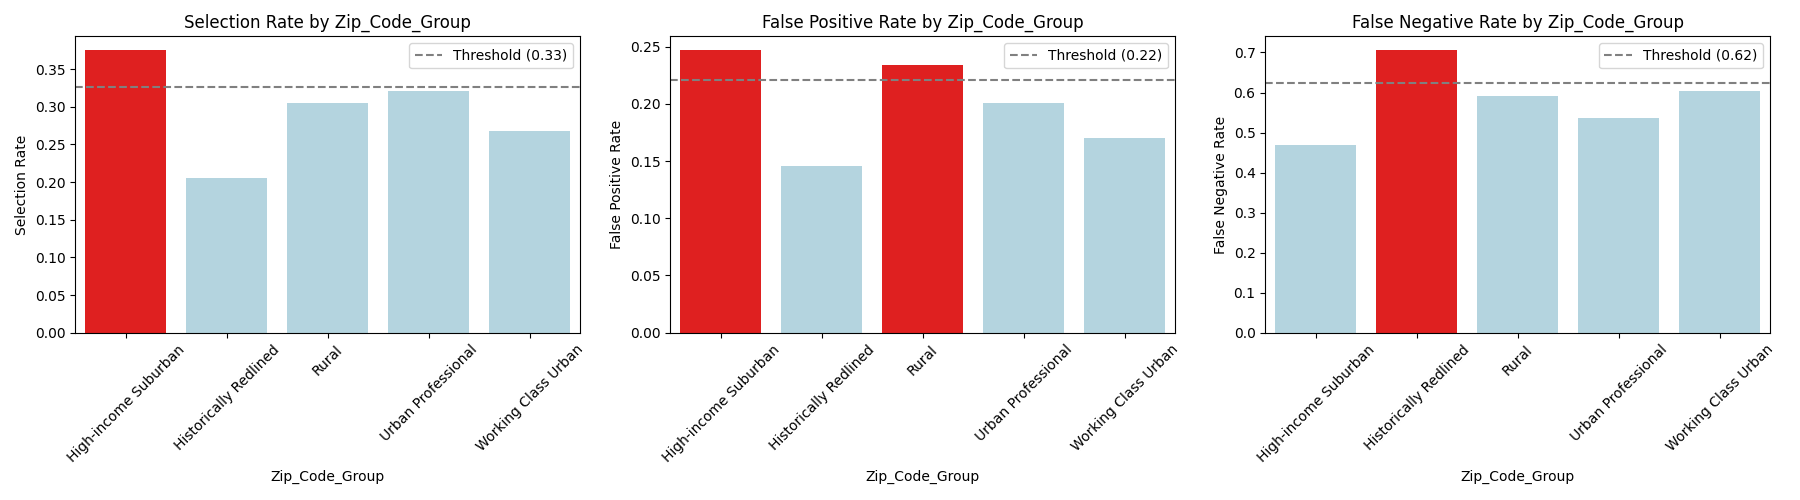 Selection Rate by Zip_Code_Group
Threshold (0.33)
Selection Rate
0.35
0.30
0.25
0.20
0.15
0.10
0.05
0.00
High-income Suburban
Historically Redlined
Rural
Urban Professional
Working Class Urban
Zip_Code_Group
False Positive Rate by Zip_Code_Group
Threshold (0.22)
False Positive Rate
0.25
0.20
0.15
0.10
0.05
0.00
High-income Suburban
Historically Redlined
Rural
Urban Professional
Working Class Urban
Zip_Code_Group
False Negative Rate by Zip_Code_Group
Threshold (0.62)
False Negative Rate
0.7
0.6
0.5
0.4
0.3
0.2
0.1
0.0
High-income Suburban
Historically Redlined
Rural
Urban Professional
Working Class Urban
Zip_Code_Group